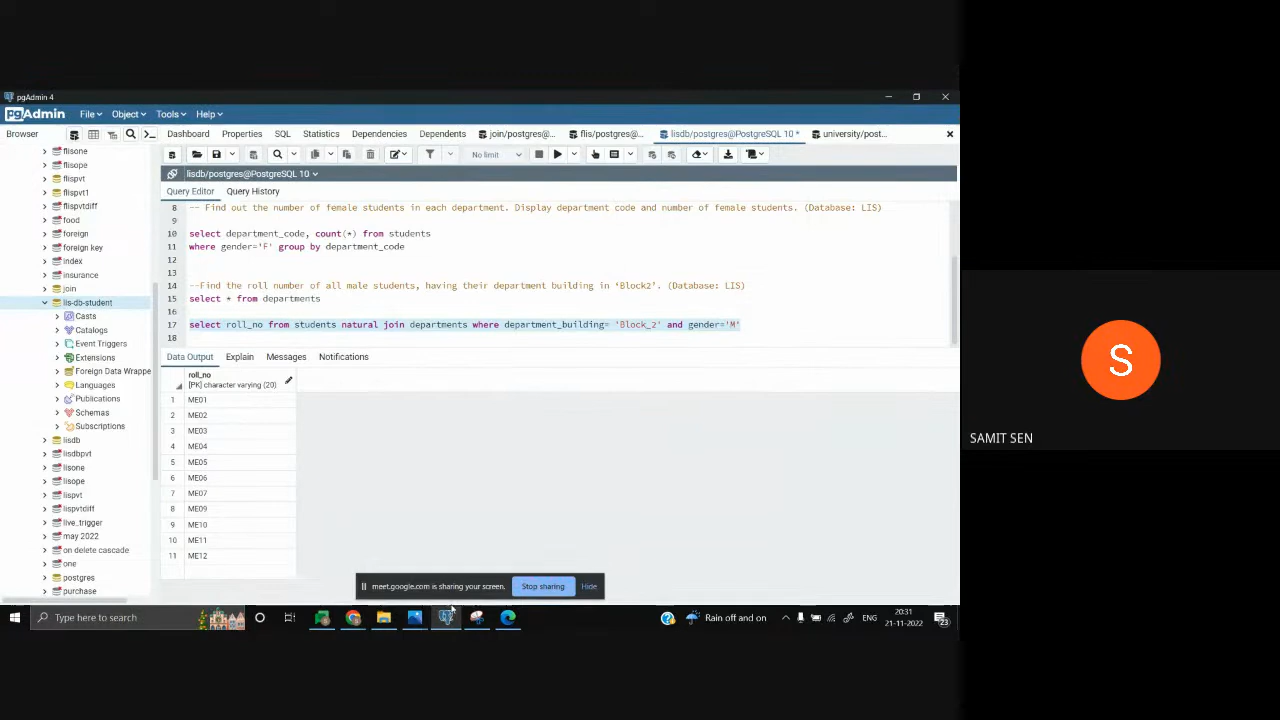 pgAdmin 4
pgAdmin File Object Tools Help
Browser Dashboard Properties SQL Statistics Dependencies Dependents join/postgres@... flis/postgres@... lisdb/postgres@PostgreSQL 10 * university/post...
No limit
lisdb/postgres@PostgreSQL 10
Query Editor Query History
8 -- Find out the number of female students in each department. Display department code and number of female students. (Database: LIS)
9
10 select department_code, count(*) from students
11 where gender='F' group by department_code
12
13
14 --Find the roll number of all male students, having their department building in ‘Block2’. (Database: LIS)
15 select * from departments
16
17 select roll_no from students natural join departments where department_building= 'Block_2' and gender='M'
18
Data Output Explain Messages Notifications
roll_no
[PK] character varying (20)
1 ME01
2 ME02
3 ME03
4 ME04
5 ME05
6 ME06
7 ME07
8 ME09
9 ME10
10 ME11
11 ME12
flisone
flisope
flispvt
flispvt1
flispvtdiff
food
foreign
foreign key
index
insurance
join
lis-db-student
Casts
Catalogs
Event Triggers
Extensions
Foreign Data Wrappe
Languages
Publications
Schemas
Subscriptions
lisdb
lisdbpvt
lisone
lisope
lispvt
lispvtdiff
live_trigger
may 2022
on delete cascade
one
postgres
purchase
meet.google.com is sharing your screen. Stop sharing Hide
Type here to search
Rain off and on
ENG
20:31
21-11-2022
23
S
SAMIT SEN